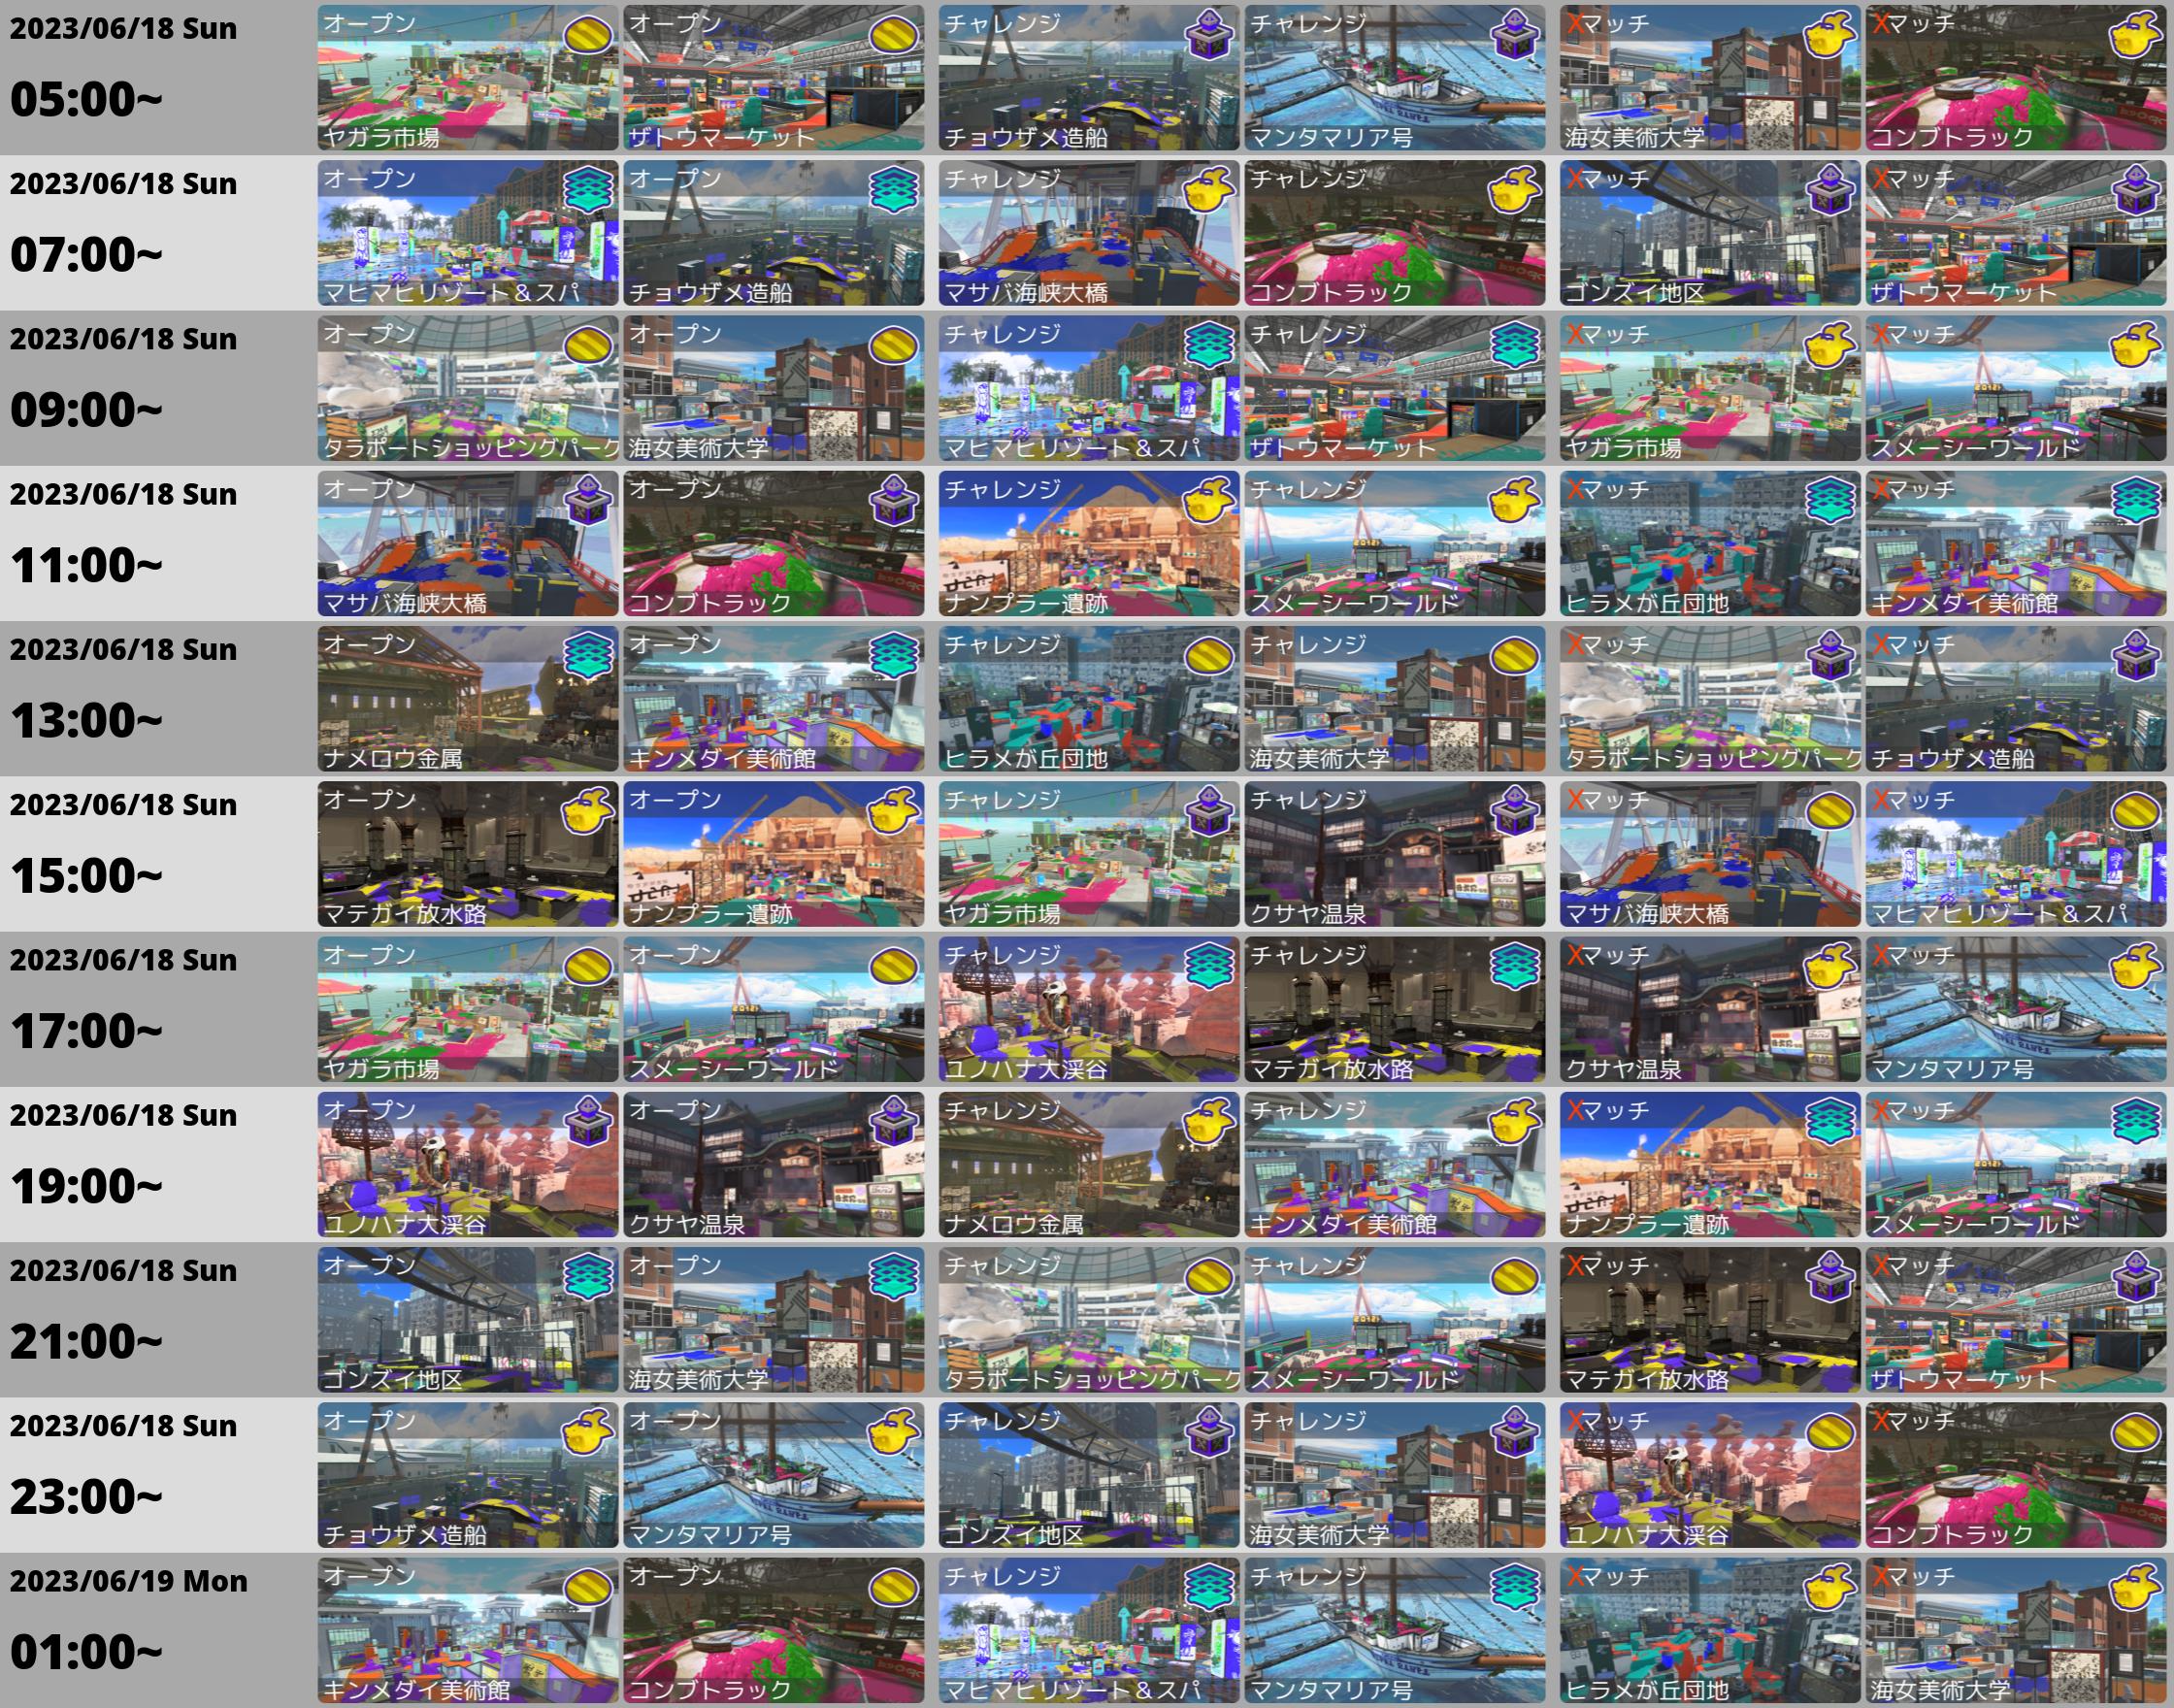 2023/06/18 Sun
05:00~
オープン オープン チャレンジ チャレンジ Xマッチ Xマッチ
ヤガラ市場 ザトウマーケット チョウザメ造船 マンタマリア号 海女美術大学 コンブトラック
2023/06/18 Sun
07:00~
オープン オープン チャレンジ チャレンジ Xマッチ Xマッチ
マヒマヒリゾート＆スパ チョウザメ造船 マサバ海峡大橋 コンブトラック ゴンズイ地区 ザトウマーケット
2023/06/18 Sun
09:00~
オープン オープン チャレンジ チャレンジ Xマッチ Xマッチ
タラポートショッピングパーク 海女美術大学 マヒマヒリゾート＆スパ ザトウマーケット ヤガラ市場 スメーシーワールド
2023/06/18 Sun
11:00~
オープン オープン チャレンジ チャレンジ Xマッチ Xマッチ
マサバ海峡大橋 コンブトラック ナンプラー遺跡 スメーシーワールド ヒラメが丘団地 キンメダイ美術館
2023/06/18 Sun
13:00~
オープン オープン チャレンジ チャレンジ Xマッチ Xマッチ
ナメロウ金属 キンメダイ美術館 ヒラメが丘団地 海女美術大学 タラポートショッピングパーク チョウザメ造船
2023/06/18 Sun
15:00~
オープン オープン チャレンジ チャレンジ Xマッチ Xマッチ
マテガイ放水路 ナンプラー遺跡 ヤガラ市場 クサヤ温泉 マサバ海峡大橋 マヒマヒリゾート＆スパ
2023/06/18 Sun
17:00~
オープン オープン チャレンジ チャレンジ Xマッチ Xマッチ
ヤガラ市場 スメーシーワールド ユノハナ大渓谷 マテガイ放水路 クサヤ温泉 マンタマリア号
2023/06/18 Sun
19:00~
オープン オープン チャレンジ チャレンジ Xマッチ Xマッチ
ユノハナ大渓谷 クサヤ温泉 ナメロウ金属 キンメダイ美術館 ナンプラー遺跡 スメーシーワールド
2023/06/18 Sun
21:00~
オープン オープン チャレンジ チャレンジ Xマッチ Xマッチ
ゴンズイ地区 海女美術大学 タラポートショッピングパーク スメーシーワールド マテガイ放水路 ザトウマーケット
2023/06/18 Sun
23:00~
オープン オープン チャレンジ チャレンジ Xマッチ Xマッチ
チョウザメ造船 マンタマリア号 ゴンズイ地区 海女美術大学 ユノハナ大渓谷 コンブトラック
2023/06/19 Mon
01:00~
オープン オープン チャレンジ チャレンジ Xマッチ Xマッチ
キンメダイ美術館 コンブトラック マヒマヒリゾート＆スパ マンタマリア号 ヒラメが丘団地 海女美術大学